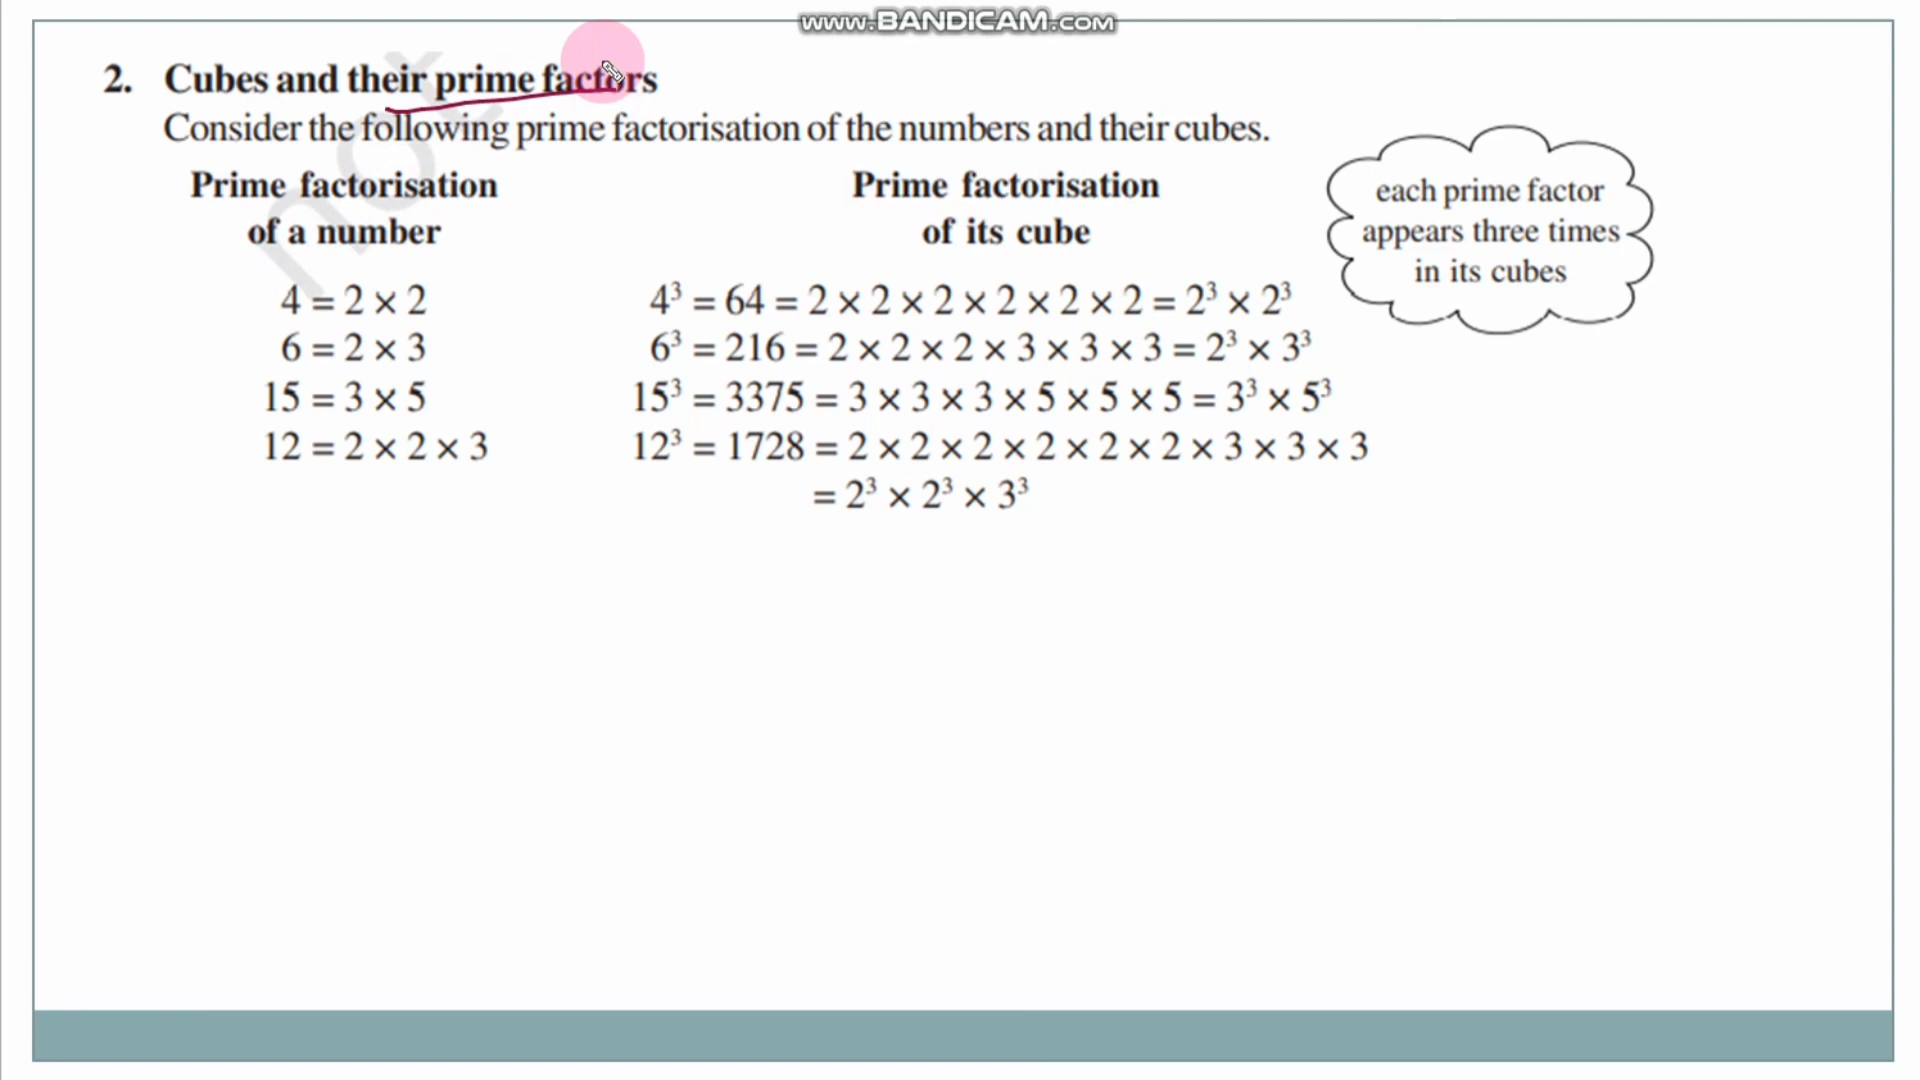 www.BANDICAM.com
2. Cubes and their prime factors
Consider the following prime factorisation of the numbers and their cubes.
Prime factorisation
of a number
4 = 2 × 2
6 = 2 × 3
15 = 3 × 5
12 = 2 × 2 × 3
Prime factorisation
of its cube
4³ = 64 = 2 × 2 × 2 × 2 × 2 × 2 = 2³ × 2³
6³ = 216 = 2 × 2 × 2 × 3 × 3 × 3 = 2³ × 3³
15³ = 3375 = 3 × 3 × 3 × 5 × 5 × 5 = 3³ × 5³
12³ = 1728 = 2 × 2 × 2 × 2 × 2 × 2 × 3 × 3 × 3
= 2³ × 2³ × 3³
each prime factor
appears three times
in its cubes
not